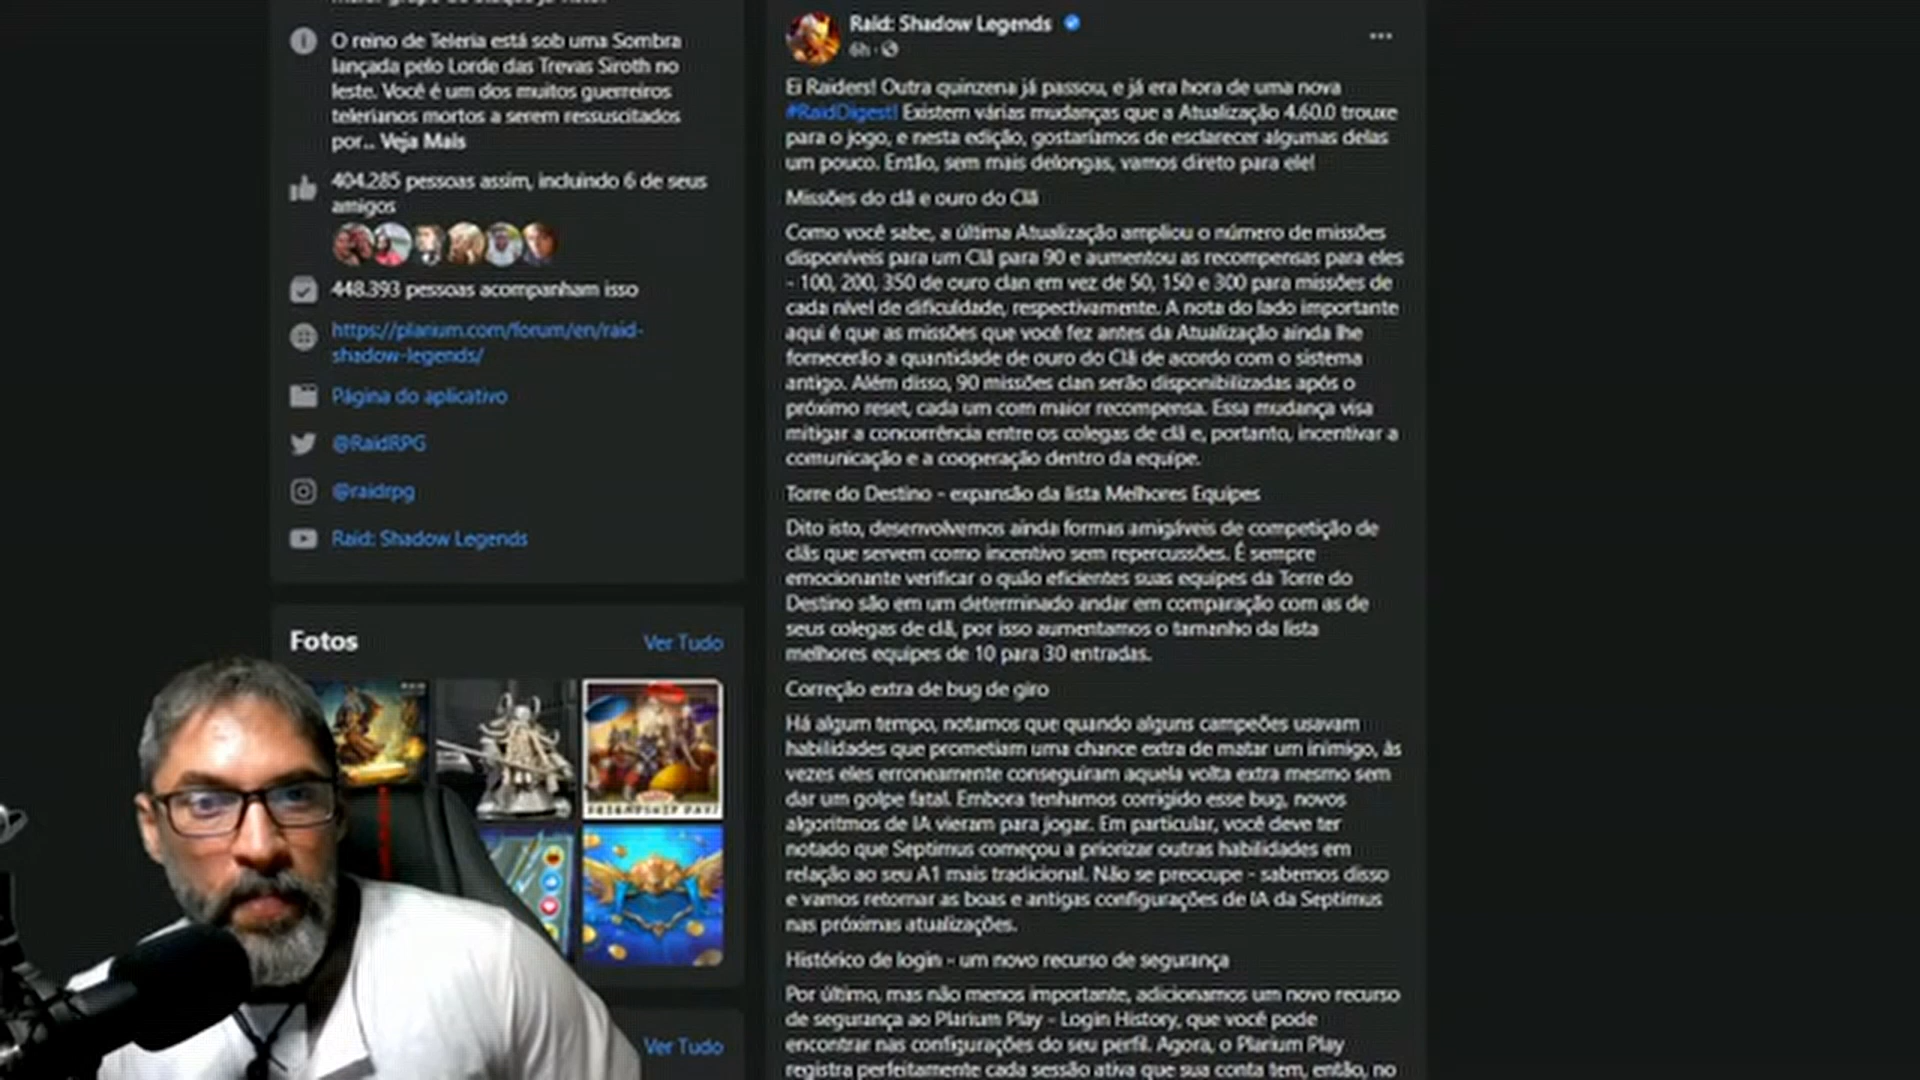 O reino de Teleria está sob uma Sombra
lançada pelo Lorde das Trevas Siroth no
leste. Você é um dos muitos guerreiros
telerianos mortos a serem ressuscitados
por... Veja Mais
404.285 pessoas assim, incluindo 6 de seus
amigos
448.393 pessoas acompanham isso
https://plarium.com/forum/en/raid-
shadow-legends/
Página do aplicativo
@RaidRPG
@raidrpg
Raid: Shadow Legends
Fotos
Ver Tudo
FRIENDSHIP DAY!
Ver Tudo
Raid: Shadow Legends
6h ·
Ei Raiders! Outra quinzena já passou, e já era hora de uma nova
#RaidDigest! Existem várias mudanças que a Atualização 4.60.0 trouxe
para o jogo, e nesta edição, gostaríamos de esclarecer algumas delas
um pouco. Então, sem mais delongas, vamos direto para ele!
Missões do clã e ouro do Clã
Como você sabe, a última Atualização ampliou o número de missões
disponíveis para um Clã para 90 e aumentou as recompensas para eles
- 100, 200, 350 de ouro clan em vez de 50, 150 e 300 para missões de
cada nível de dificuldade, respectivamente. A nota do lado importante
aqui é que as missões que você fez antes da Atualização ainda lhe
fornecerão a quantidade de ouro do Clã de acordo com o sistema
antigo. Além disso, 90 missões clan serão disponibilizadas após o
próximo reset, cada um com maior recompensa. Essa mudança visa
mitigar a concorrência entre os colegas de clã e, portanto, incentivar a
comunicação e a cooperação dentro da equipe.
Torre do Destino - expansão da lista Melhores Equipes
Dito isto, desenvolvemos ainda formas amigáveis de competição de
clãs que servem como incentivo sem repercussões. É sempre
emocionante verificar o quão eficientes suas equipes da Torre do
Destino são em um determinado andar em comparação com as de
seus colegas de clã, por isso aumentamos o tamanho da lista
melhores equipes de 10 para 30 entradas.
Correção extra de bug de giro
Há algum tempo, notamos que quando alguns campeões usavam
habilidades que prometiam uma chance extra de matar um inimigo, às
vezes eles erroneamente conseguiram aquela volta extra mesmo sem
dar um golpe fatal. Embora tenhamos corrigido esse bug, novos
algoritmos de IA vieram para jogar. Em particular, você deve ter
notado que Septimus começou a priorizar outras habilidades em
relação ao seu A1 mais tradicional. Não se preocupe - sabemos disso
e vamos retornar as boas e antigas configurações de IA da Septimus
nas próximas atualizações.
Histórico de login - um novo recurso de segurança
Por último, mas não menos importante, adicionamos um novo recurso
de segurança ao Plarium Play - Login History, que você pode
encontrar nas configurações do seu perfil. Agora, o Plarium Play
registra perfeitamente cada sessão ativa que sua conta tem, então, no